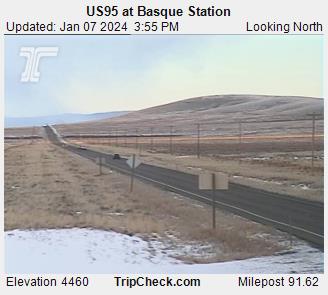 US95 at Basque Station
Updated: Jan 07 2024 3:55 PM Looking North
Elevation 4460 TripCheck.com Milepost 91.62